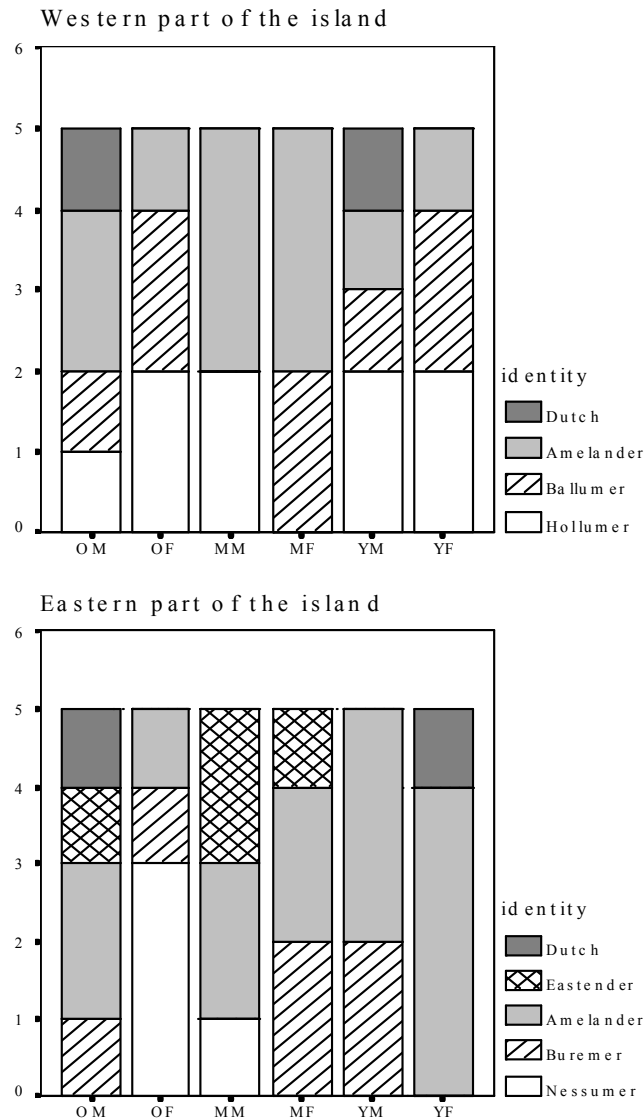 Western part of the island
6
5
4
3
2
1
0
OM OF MM MF YM YF
identity
Dutch
Amelander
Ballumer
Hollumer
Eastern part of the island
6
5
4
3
2
1
0
OM OF MM MF YM YF
identity
Dutch
Eastender
Amelander
Buremer
Nessumer